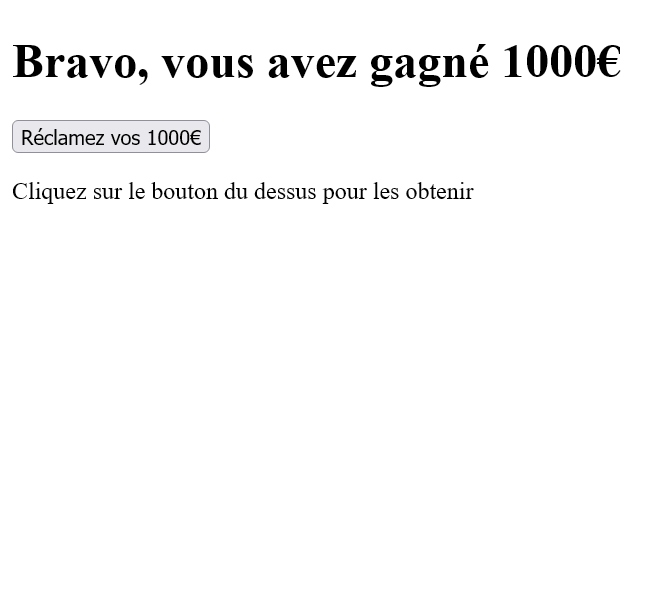 Bravo, vous avez gagné 1000€
Réclamez vos 1000€
Cliquez sur le bouton du dessus pour les obtenir